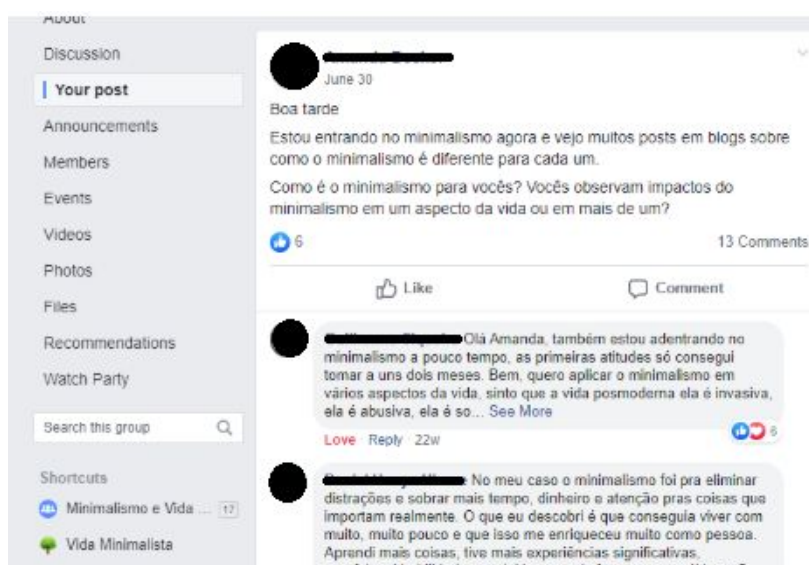 About
Discussion
Your post
Announcements
Members
Events
Videos
Photos
Files
Recommendations
Watch Party
Search this group
Shortcuts
Minimalismo e Vida ... 17
Vida Minimalista
June 30
Boa tarde
Estou entrando no minimalismo agora e vejo muitos posts em blogs sobre
como o minimalismo é diferente para cada um.
Como é o minimalismo para vocês? Vocês observam impactos do
minimalismo em um aspecto da vida ou em mais de um?
6 13 Comments
Like Comment
Olá Amanda, também estou adentrando no
minimalismo a pouco tempo, as primeiras atitudes só consegui
tomar a uns dois meses. Bem, quero aplicar o minimalismo em
vários aspectos da vida, sinto que a vida posmoderna ela é invasiva,
ela é abusiva, ela é so... See More
6
Love Reply 22w
No meu caso o minimalismo foi pra eliminar
distrações e sobrar mais tempo, dinheiro e atenção pras coisas que
importam realmente. O que eu descobri é que conseguia viver com
muito, muito pouco e que isso me enriqueceu muito como pessoa.
Aprendi mais coisas, tive mais experiências significativas,